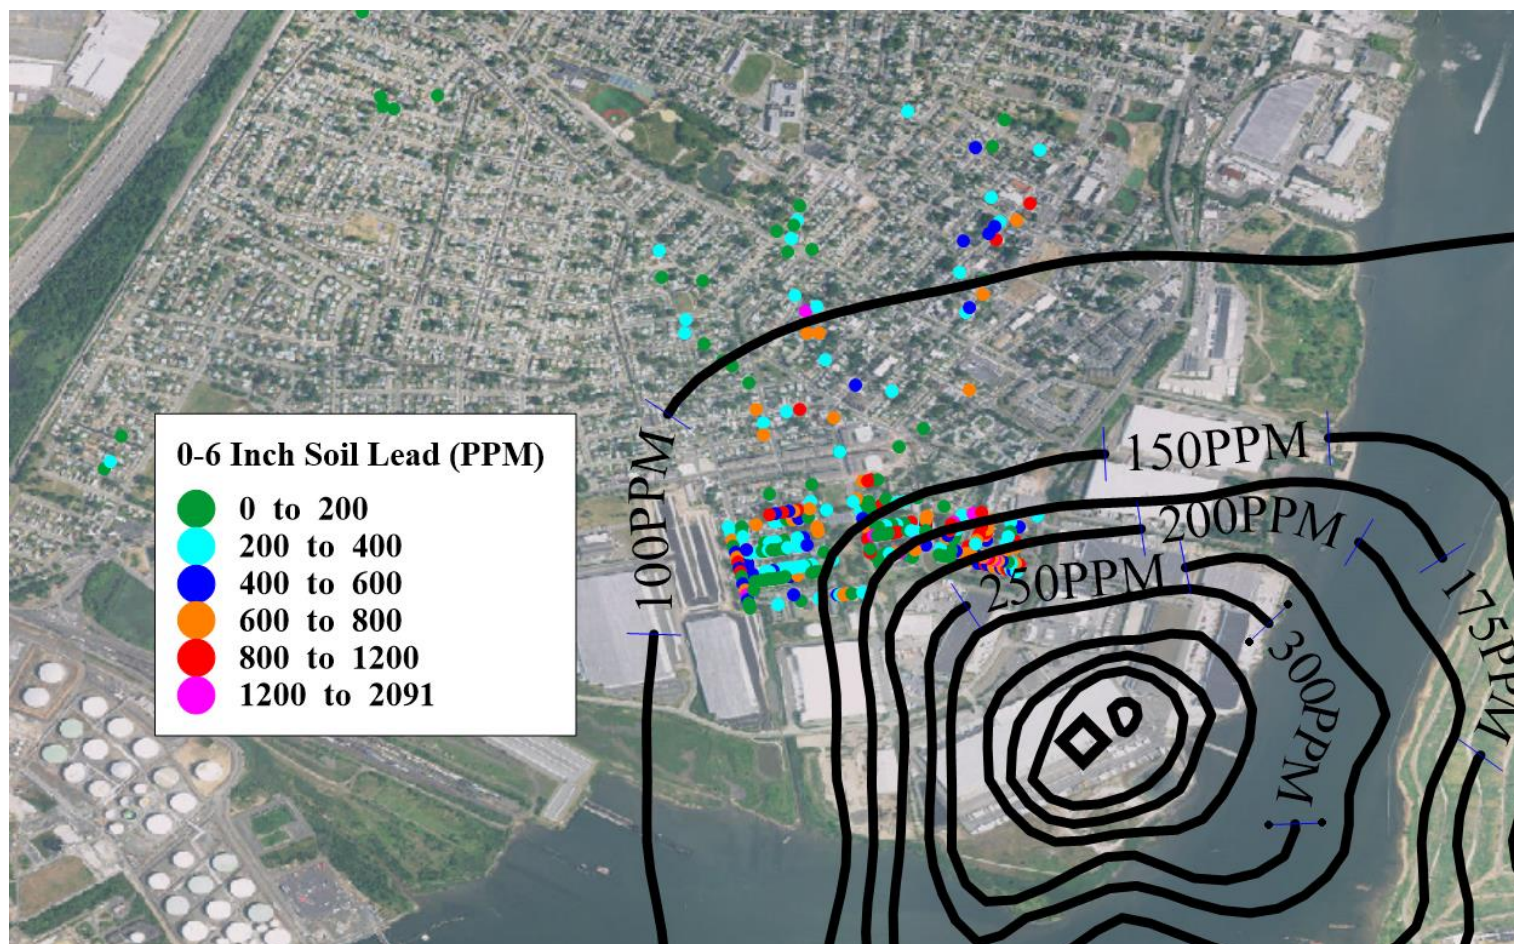 0-6 Inch Soil Lead (PPM)
0 to 200
200 to 400
400 to 600
600 to 800
800 to 1200
1200 to 2091
100PPM
150PPM
200PPM
250PPM
300PPM
175PPM